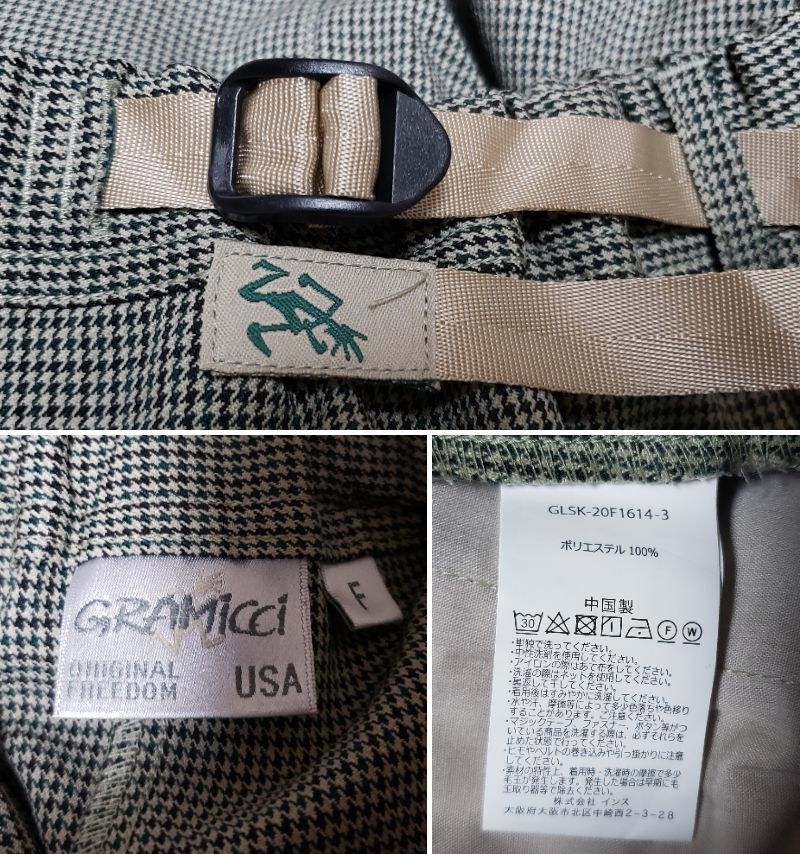 GRAMICCI
ORIGINAL
FREEDOM
USA
F
GLSK-20F1614-3
ポリエステル 100%
中国製
30
F
W
・単独で洗ってください。
・中性洗剤を使用してください。
・アイロンの際はあて布をしてください。
・洗濯の際はネットを使用してください。
・裏返して干してください。
・着用後はすみやかに洗濯してください。
・水や汗、摩擦等によって多少色落ちや色移り
することがあります。ご注意ください。
・マジックテープ、ファスナー、ボタン等がつ
いている商品を洗濯する際は、必ずそれらを
止めた状態で行ってください。
・ヒモやベルトの巻き込みや引っ掛かりに注意
してください。
・素材の特性上、着用時・洗濯時の摩擦で多少
毛玉が発生します。発生した場合は早期に毛
玉取り器等で除去ください。
株式会社 インス
大阪府大阪市北区中崎西2-3-28